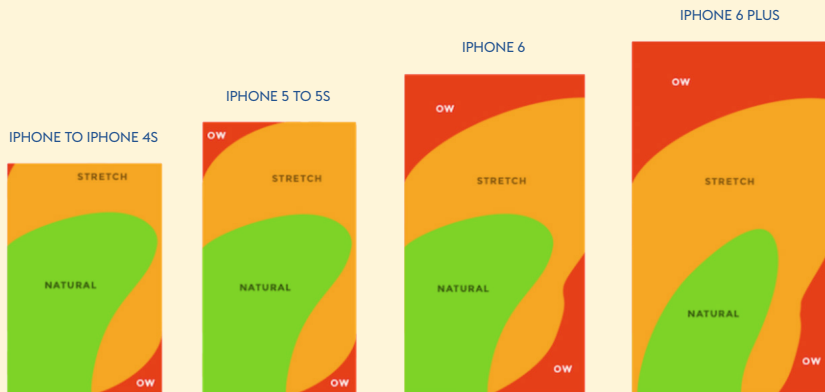 IPHONE TO IPHONE 4S
STRETCH
NATURAL
OW
IPHONE 5 TO 5S
OW
STRETCH
NATURAL
OW
IPHONE 6
OW
STRETCH
NATURAL
OW
IPHONE 6 PLUS
OW
STRETCH
NATURAL
OW